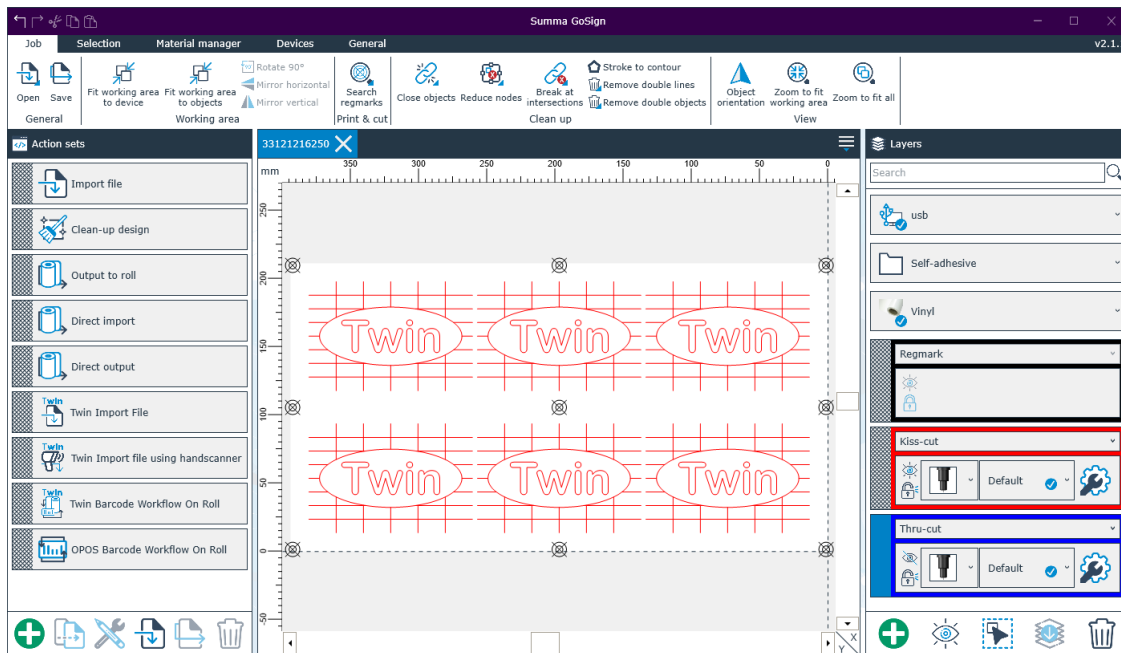 Summa GoSign
Job Selection Material manager Devices General v2.1.
Open Save
General
Fit working area to device
Fit working area to objects
Rotate 90°
Mirror horizontal
Mirror vertical
Working area
Search regmarks
Print & cut
Close objects
Reduce nodes
Break at intersections
Stroke to contour
Remove double lines
Remove double objects
Clean up
Object orientation
Zoom to fit working area
Zoom to fit all
View
Action sets
Import file
Clean-up design
Output to roll
Direct import
Direct output
Twin
Twin Import File
Twin
Twin Import file using handscanner
Twin
Twin Barcode Workflow On Roll
OPOS Barcode Workflow On Roll
33121216250
mm
350 300 250 200 150 100 50 0
250
200
150
100
50
0
-50
Twin Twin Twin
Twin Twin Twin
X
Y
Layers
Search
usb
Self-adhesive
Vinyl
Regmark
Kiss-cut
Default
Thru-cut
Default